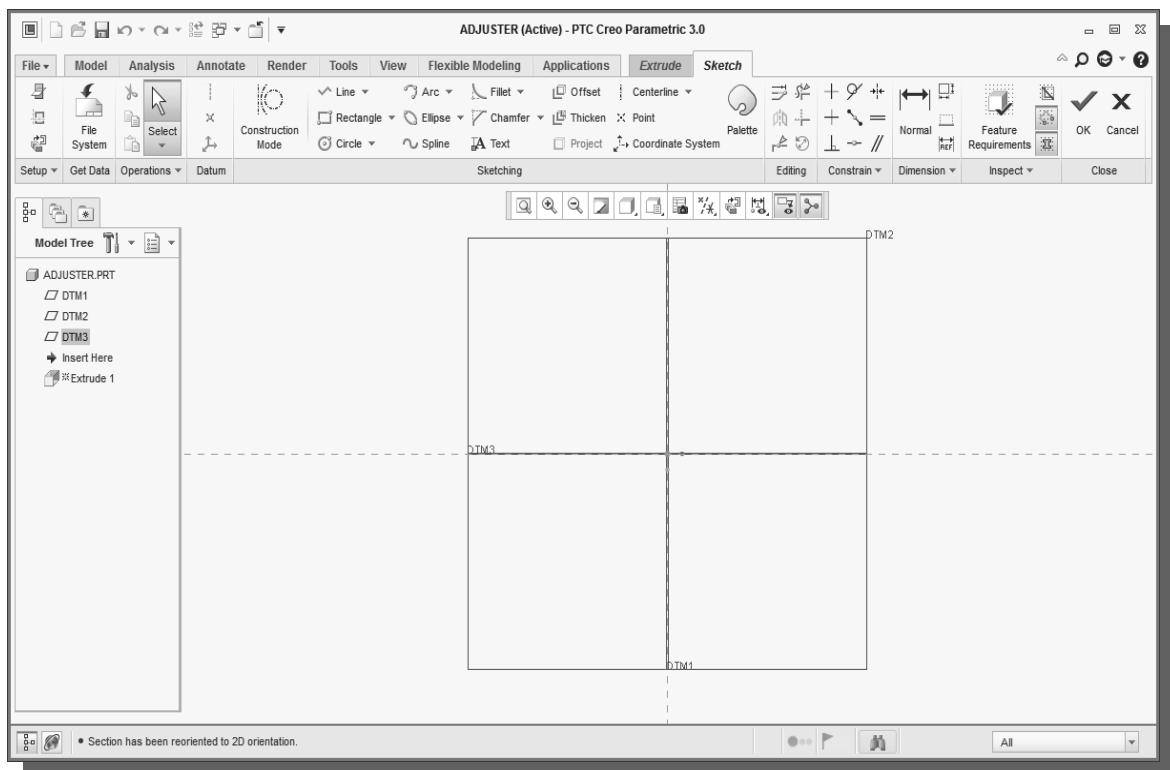 ADJUSTER (Active) - PTC Creo Parametric 3.0
File Model Analysis Annotate Render Tools View Flexible Modeling Applications Extrude Sketch
File System
Select
Construction Mode
Line Arc Fillet Offset Centerline
Rectangle Ellipse Chamfer Thicken Point
Circle Spline Text Project Coordinate System
Palette
Normal
REF
Feature Requirements
OK Cancel
Setup Get Data Operations Datum Sketching Editing Constrain Dimension Inspect Close
Model Tree
ADJUSTER.PRT
DTM1
DTM2
DTM3
Insert Here
Extrude 1
DTM2
DTM3
DTM1
Section has been reoriented to 2D orientation.
All